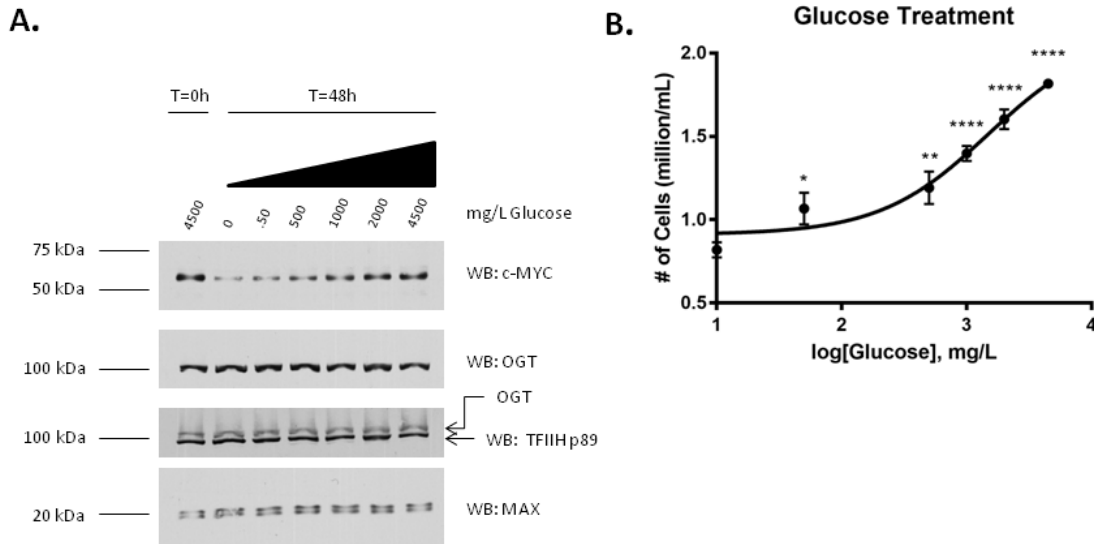 A.
T=0h T=48h
4500 0 .50 500 1000 2000 4500 mg/L Glucose
75 kDa
WB: c-MYC
50 kDa
WB: OGT
100 kDa
OGT
100 kDa
WB: TFIIH p89
WB: MAX
20 kDa
B.
Glucose Treatment
# of Cells (million/mL)
2.0
1.5
1.0
0.5
* ** **** **** ****
1 2 3 4
log[Glucose], mg/L